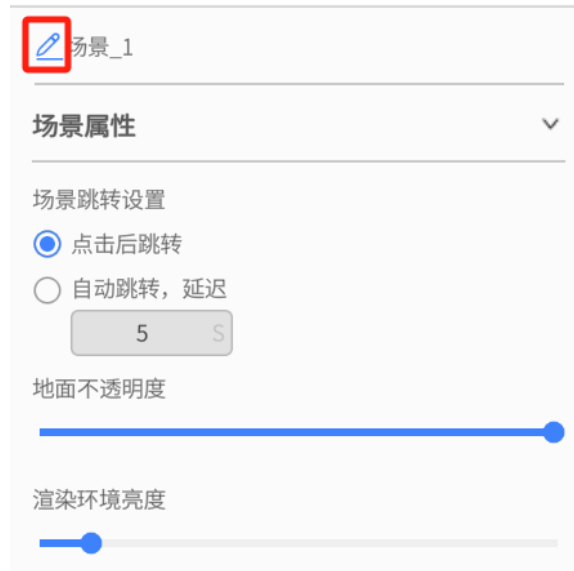 场景_1
场景属性
场景跳转设置
点击后跳转
自动跳转，延迟
5 S
地面不透明度
渲染环境亮度